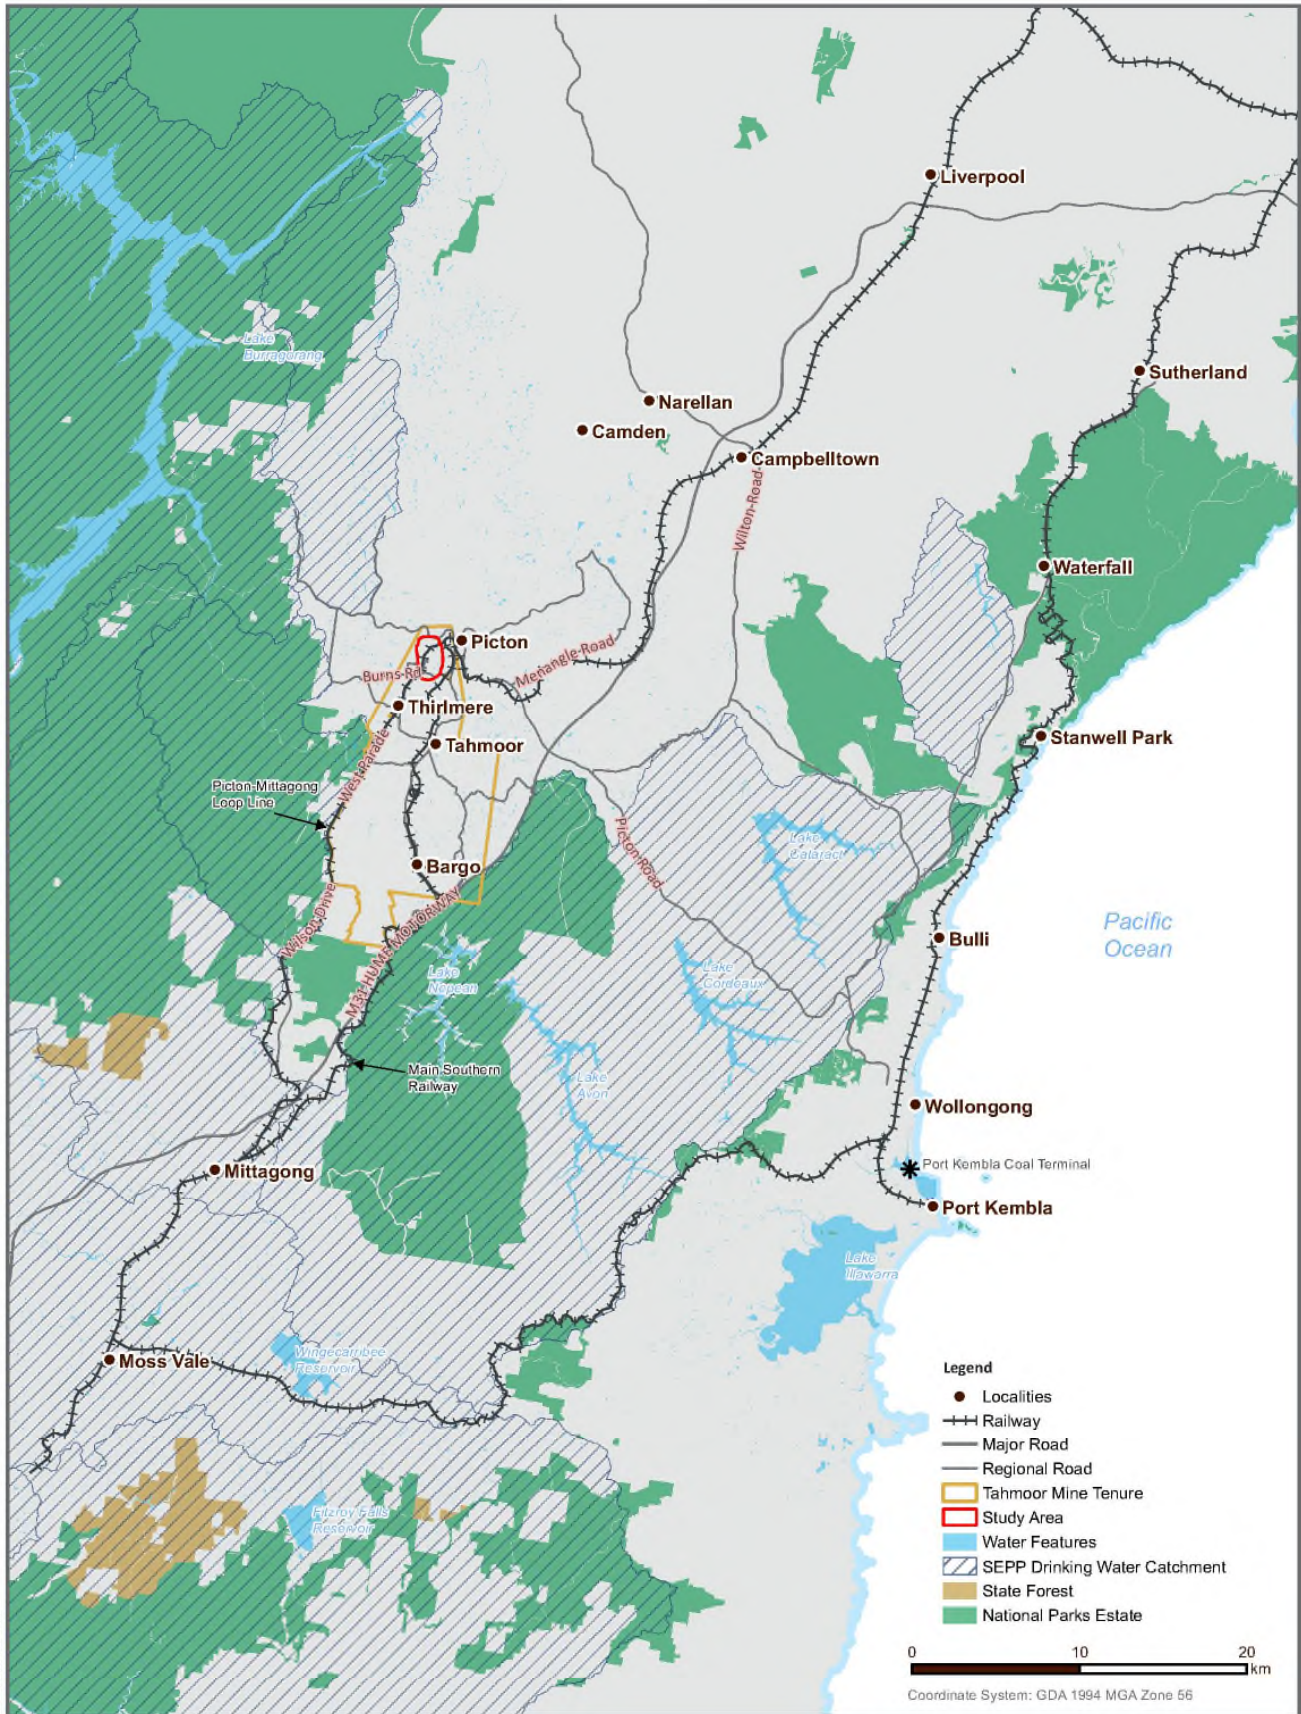 Liverpool
Lake
Burragorang
Sutherland
Narellan
Camden
Campbelltown
Wilton Road
Waterfall
Picton
Menangle Road
Burns Rd
Thirlmere
Stanwell Park
Tahmoor
West Parade
Picton-Mittagong
Loop Line
Picton Road
Lake
Cataract
Bargo
Wilson Drive
M31 HUME MOTORWAY
Pacific
Ocean
Bulli
Lake
Nepean
Lake
Cordeaux
Main Southern
Railway
Lake
Avon
Wollongong
Mittagong
Port Kembla Coal Terminal
Port Kembla
Lake
Illawarra
Moss Vale
Wingecarribee
Reservoir
Fitzroy Falls
Reservoir
Legend
Localities
Railway
Major Road
Regional Road
Tahmoor Mine Tenure
Study Area
Water Features
SEPP Drinking Water Catchment
State Forest
National Parks Estate
0 10 20
km
Coordinate System: GDA 1994 MGA Zone 56